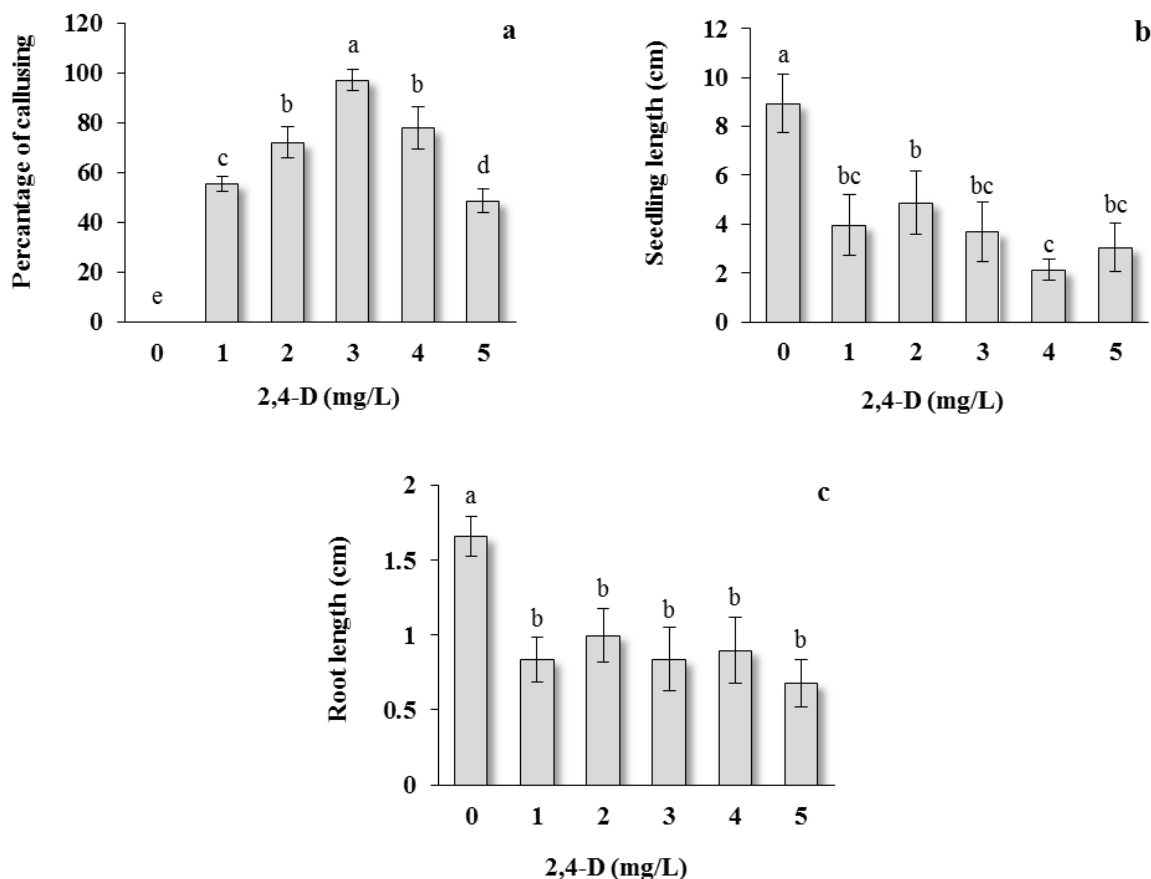 a
Percantage of callusing
120
100
80
60
40
20
0
e
c
b
a
b
d
0 1 2 3 4 5
2,4-D (mg/L)
b
Seedling length (cm)
12
10
8
6
4
2
0
a
bc
b
bc
c
bc
0 1 2 3 4 5
2,4-D (mg/L)
c
Root length (cm)
2
1.5
1
0.5
0
a
b
b
b
b
b
0 1 2 3 4 5
2,4-D (mg/L)